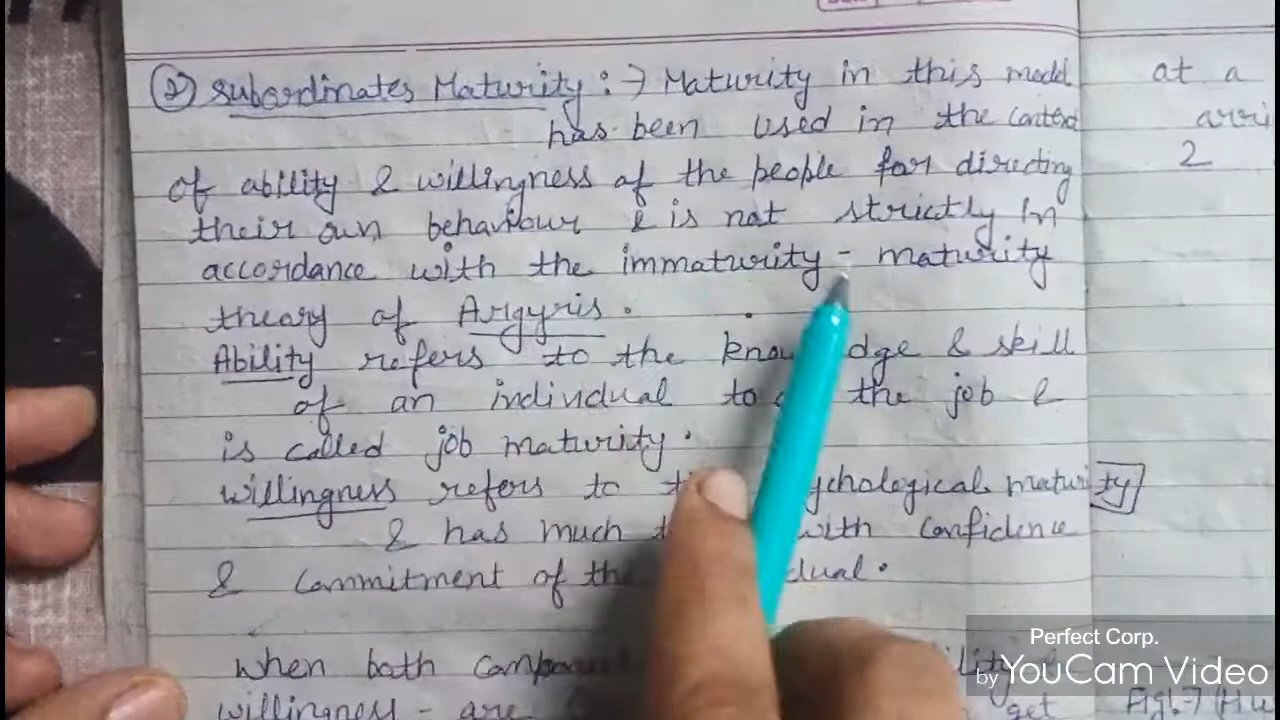 ② Subordinates Maturity :→ Maturity in this model
has been used in the context
of ability & willingness of the people for directing
their own behaviour & is not strictly in
accordance with the immaturity - maturity
theory of Argyris.
Ability refers to the & skill
of an individual to the job &
is called job maturity.
willingness refers to maturity
& has much with confidence
& commitment of the
when both
willingness - are get
at a
2
Perfect Corp.
by YouCam Video